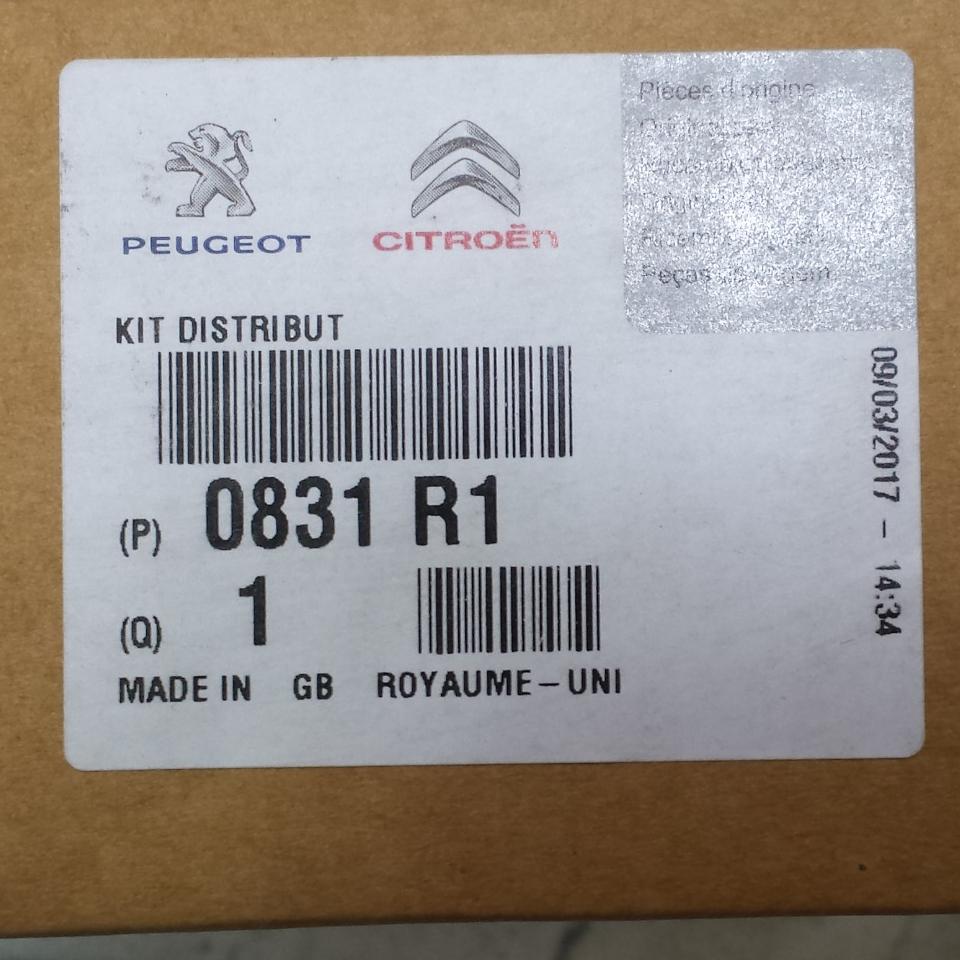 PEUGEOT
CITROËN
Pièces d'origine
Peças de origem
KIT DISTRIBUT
(P) 0831 R1
(Q) 1
MADE IN GB ROYAUME-UNI
09/03/2017 - 14:34